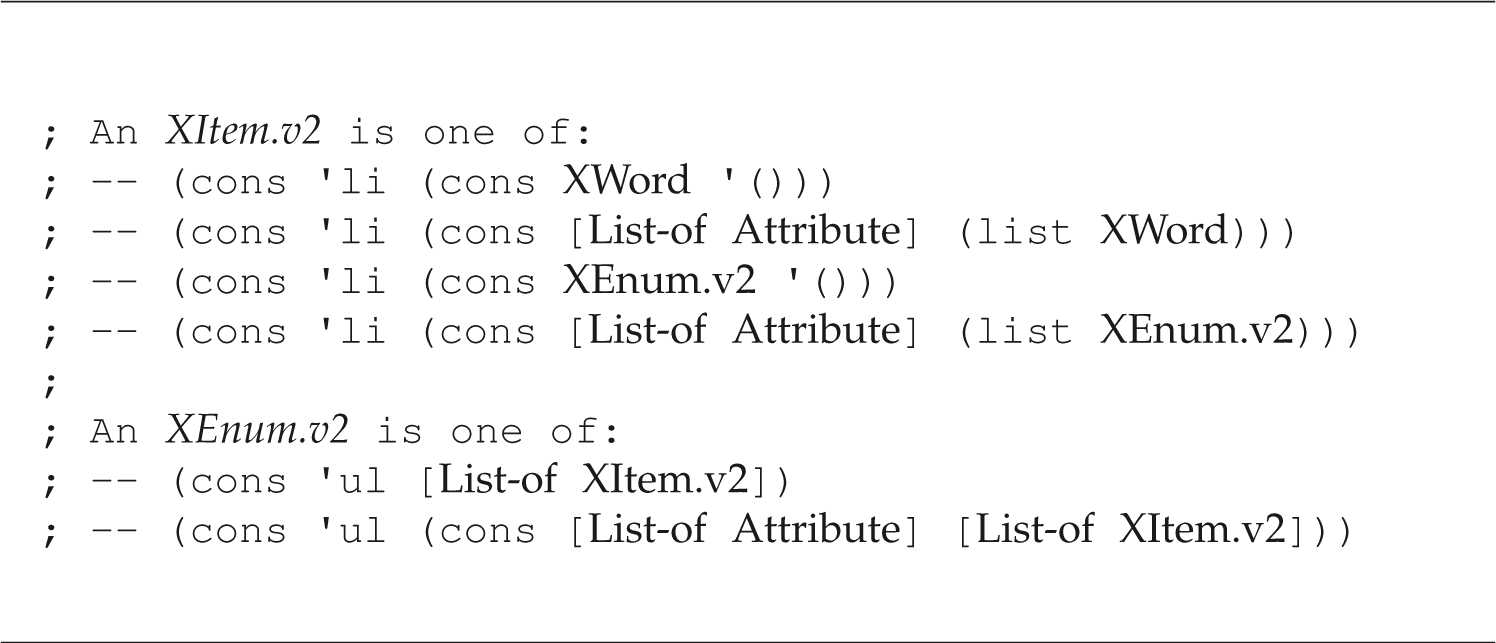 ; An XItem.v2 is one of:
; -- (cons 'li (cons XWord '()))
; -- (cons 'li (cons [List-of Attribute] (list XWord)))
; -- (cons 'li (cons XEnum.v2 '()))
; -- (cons 'li (cons [List-of Attribute] (list XEnum.v2)))
;
; An XEnum.v2 is one of:
; -- (cons 'ul [List-of XItem.v2])
; -- (cons 'ul (cons [List-of Attribute] [List-of XItem.v2]))